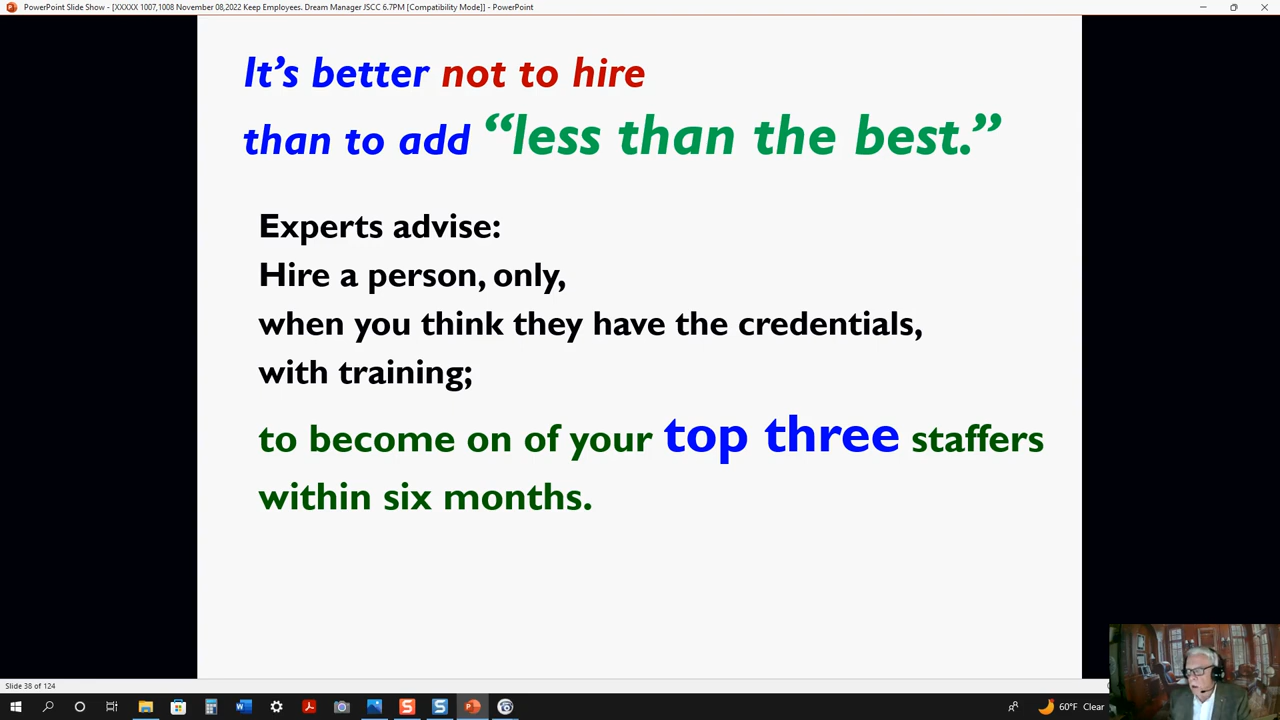 PowerPoint Slide Show - [XXXXX 1007,1008 November 08,2022 Keep Employees. Dream Manager JSCC 6.7PM [Compatibility Mode]] - PowerPoint
It's better not to hire
than to add “less than the best.”
Experts advise:
Hire a person, only,
when you think they have the credentials,
with training;
to become on of your top three staffers
within six months.
Slide 38 of 124
60°F Clear